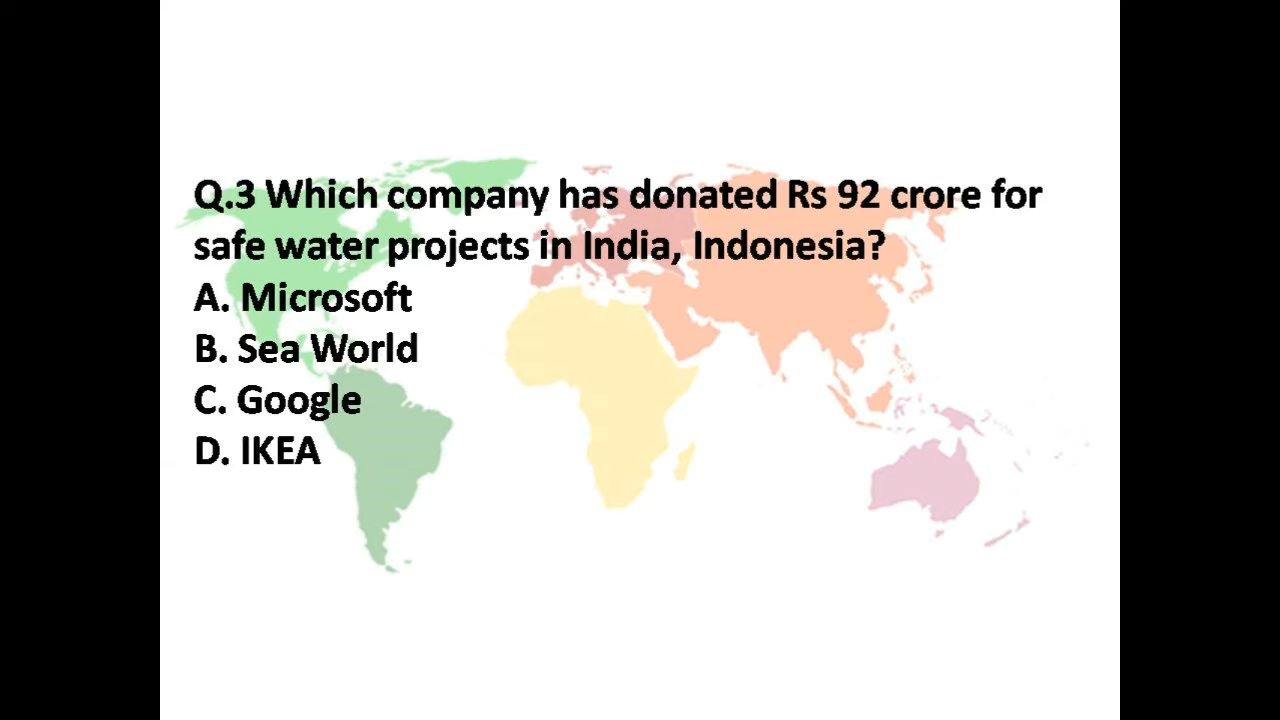 Q.3 Which company has donated Rs 92 crore for
safe water projects in India, Indonesia?
A. Microsoft
B. Sea World
C. Google
D. IKEA